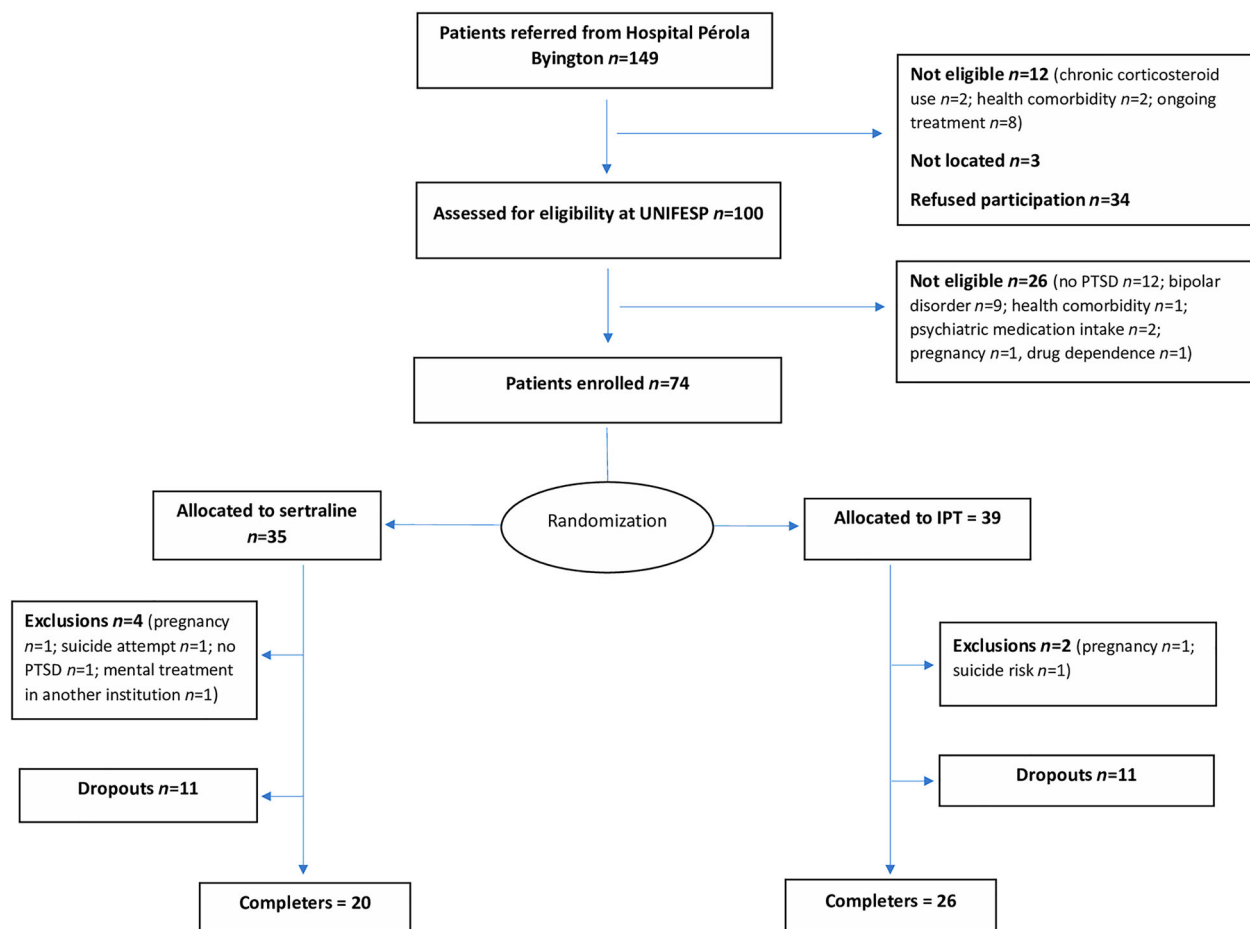 Patients referred from Hospital Pérola
Byington n=149
Not eligible n=12 (chronic corticosteroid
use n=2; health comorbidity n=2; ongoing
treatment n=8)
Not located n=3
Refused participation n=34
Assessed for eligibility at UNIFESP n=100
Not eligible n=26 (no PTSD n=12; bipolar
disorder n=9; health comorbidity n=1;
psychiatric medication intake n=2;
pregnancy n=1, drug dependence n=1)
Patients enrolled n=74
Randomization
Allocated to sertraline
n=35
Allocated to IPT = 39
Exclusions n=4 (pregnancy
n=1; suicide attempt n=1; no
PTSD n=1; mental treatment
in another institution n=1)
Exclusions n=2 (pregnancy n=1;
suicide risk n=1)
Dropouts n=11
Dropouts n=11
Completers = 20
Completers = 26